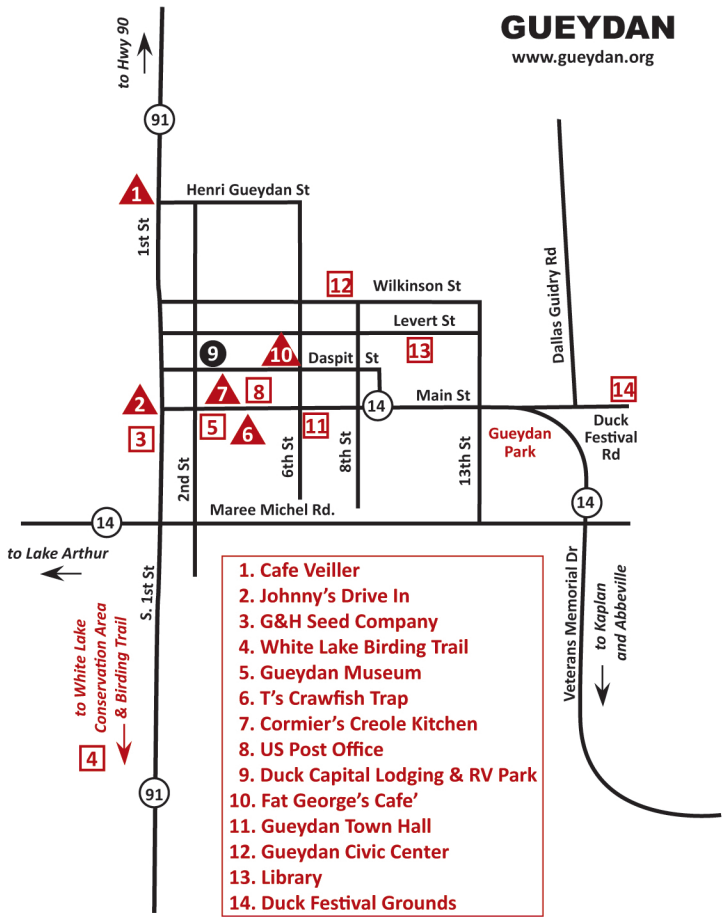 GUEYDAN
www.gueydan.org
to Hwy 90
91
1
Henri Gueydan St
1st St
12
Wilkinson St
Dallas Guidry Rd
Levert St
9
10
Daspit St
13
7
8
2
14
Main St
14
3
5
6
11
Gueydan
Park
Duck
Festival
Rd
2nd St
6th St
8th St
13th St
14
Maree Michel Rd.
14
to Lake Arthur
S. 1st St
Veterans Memorial Dr
to Kaplan
and Abbeville
to White Lake
Conservation Area
& Birding Trail
4
91
1. Cafe Veiller
2. Johnny's Drive In
3. G&H Seed Company
4. White Lake Birding Trail
5. Gueydan Museum
6. T's Crawfish Trap
7. Cormier's Creole Kitchen
8. US Post Office
9. Duck Capital Lodging & RV Park
10. Fat George's Cafe'
11. Gueydan Town Hall
12. Gueydan Civic Center
13. Library
14. Duck Festival Grounds